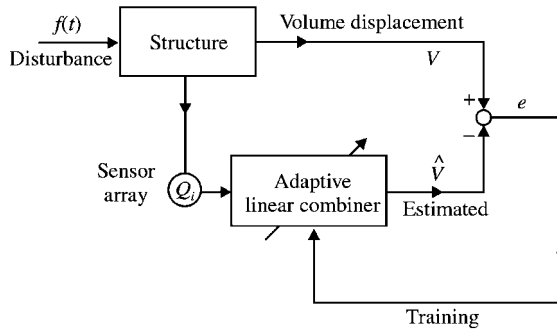 f(t)
Disturbance
Structure
Volume displacement
V
+
−
e
Sensor
array
Q_i
Adaptive
linear combiner
V̂
Estimated
Training